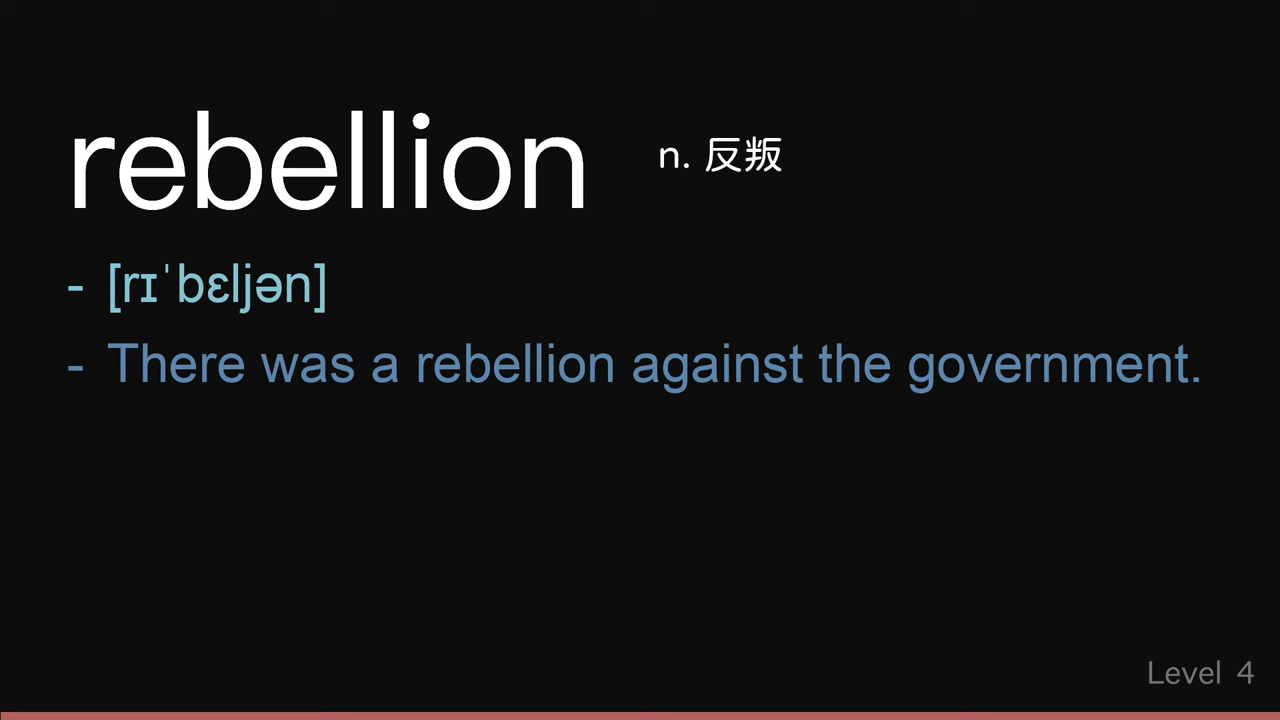 rebellion n. 反叛
- [rɪˈbɛljən]
- There was a rebellion against the government.
Level 4